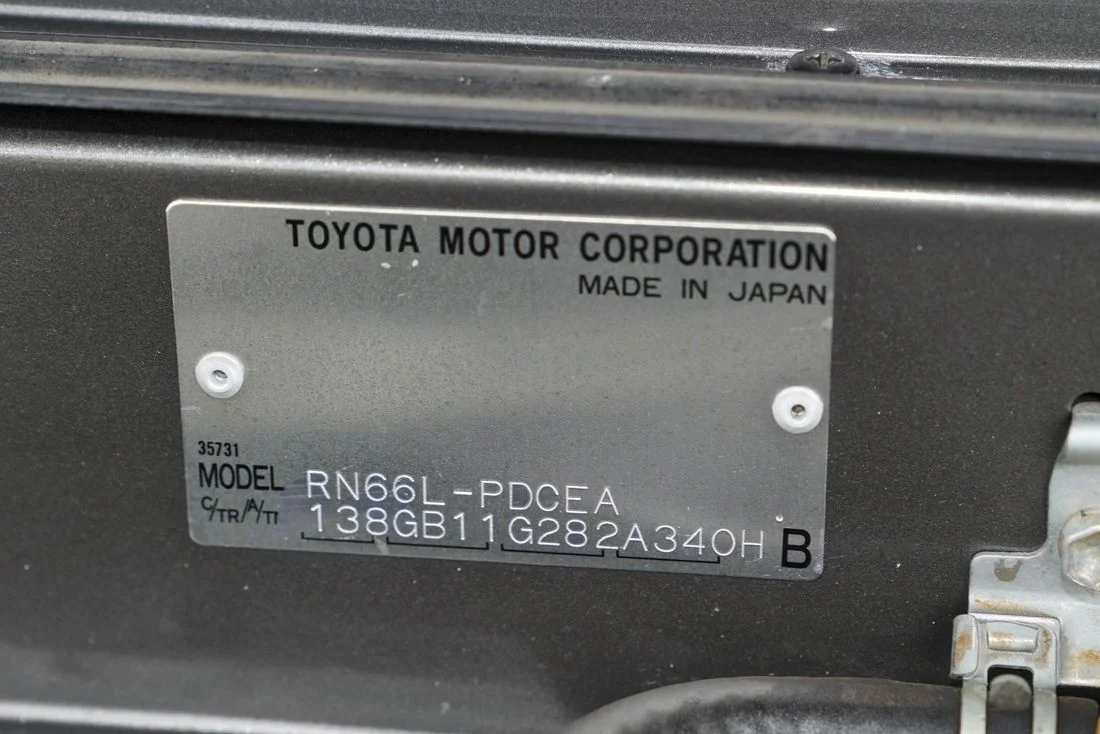 TOYOTA MOTOR CORPORATION
MADE IN JAPAN
35731
MODEL RN66L-PDCEA
C/TR/A/TI 138GB11G282A340H B